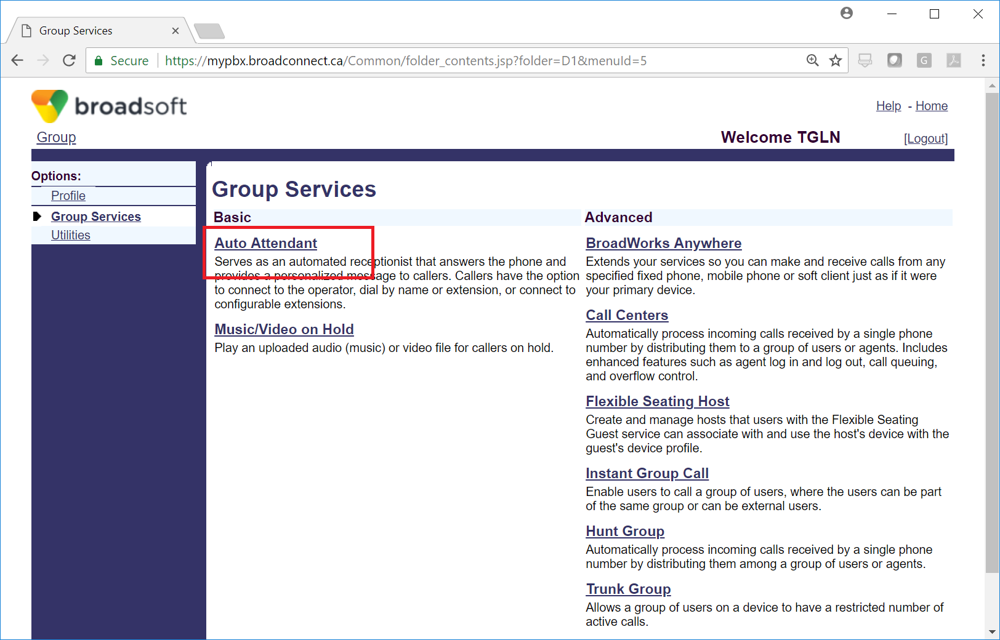 Group Services
Secure
https://mypbx.broadconnect.ca/Common/folder_contents.jsp?folder=D1&menuId=5
G
broadsoft
Help - Home
Group
Welcome TGLN
[Logout]
Options:
Profile
Group Services
Utilities
Group Services
Basic
Auto Attendant
Serves as an automated receptionist that answers the phone and
provides a personalized message to callers. Callers have the option
to connect to the operator, dial by name or extension, or connect to
configurable extensions.
Music/Video on Hold
Play an uploaded audio (music) or video file for callers on hold.
Advanced
BroadWorks Anywhere
Extends your services so you can make and receive calls from any
specified fixed phone, mobile phone or soft client just as if it were
your primary device.
Call Centers
Automatically process incoming calls received by a single phone
number by distributing them to a group of users or agents. Includes
enhanced features such as agent log in and log out, call queuing,
and overflow control.
Flexible Seating Host
Create and manage hosts that users with the Flexible Seating
Guest service can associate with and use the host's device with the
guest's device profile.
Instant Group Call
Enable users to call a group of users, where the users can be part
of the same group or can be external users.
Hunt Group
Automatically process incoming calls received by a single phone
number by distributing them among a group of users or agents.
Trunk Group
Allows a group of users on a device to have a restricted number of
active calls.